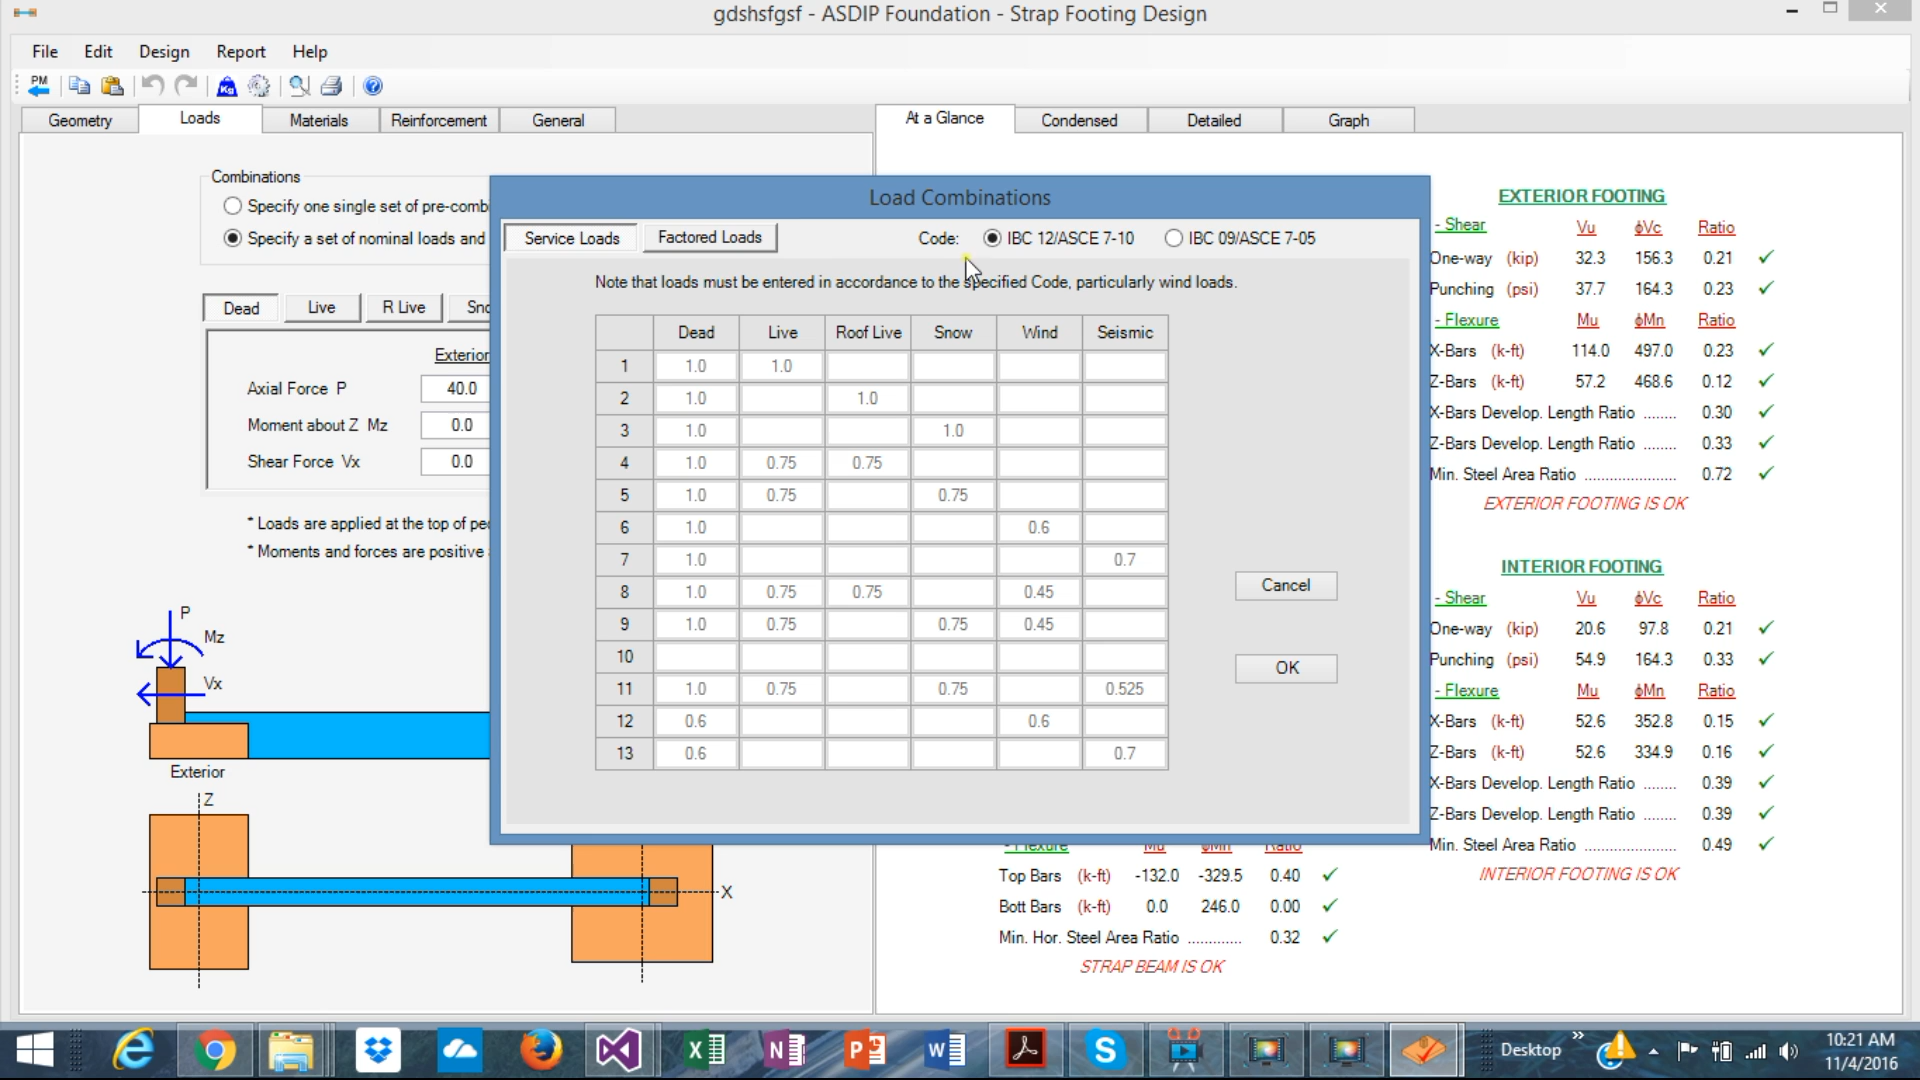 gdshsfgsf - ASDIP Foundation - Strap Footing Design
File Edit Design Report Help
PM Kg ?
Geometry Loads Materials Reinforcement General
At a Glance Condensed Detailed Graph
Combinations
Specify one single set of pre-comb
Specify a set of nominal loads and
Dead Live R Live Sno
Exterior
Axial Force P 40.0
Moment about Z Mz 0.0
Shear Force Vx 0.0
* Loads are applied at the top of pe
* Moments and forces are positive
P
Mz
Vx
Exterior
Z
X
Load Combinations
Service Loads Factored Loads Code: IBC 12/ASCE 7-10 IBC 09/ASCE 7-05
Note that loads must be entered in accordance to the specified Code, particularly wind loads.
Dead Live Roof Live Snow Wind Seismic
1 1.0 1.0
2 1.0 1.0
3 1.0 1.0
4 1.0 0.75 0.75
5 1.0 0.75 0.75
6 1.0 0.6
7 1.0 0.7
8 1.0 0.75 0.75 0.45
9 1.0 0.75 0.75 0.45
10
11 1.0 0.75 0.75 0.525
12 0.6 0.6
13 0.6 0.7
Cancel
OK
EXTERIOR FOOTING
- Shear Vu ϕVc Ratio
One-way (kip) 32.3 156.3 0.21 ✓
Punching (psi) 37.7 164.3 0.23 ✓
- Flexure Mu ϕMn Ratio
X-Bars (k-ft) 114.0 497.0 0.23 ✓
Z-Bars (k-ft) 57.2 468.6 0.12 ✓
X-Bars Develop. Length Ratio ........ 0.30 ✓
Z-Bars Develop. Length Ratio ........ 0.33 ✓
Min. Steel Area Ratio ...................... 0.72 ✓
EXTERIOR FOOTING IS OK
INTERIOR FOOTING
- Shear Vu ϕVc Ratio
One-way (kip) 20.6 97.8 0.21 ✓
Punching (psi) 54.9 164.3 0.33 ✓
- Flexure Mu ϕMn Ratio
X-Bars (k-ft) 52.6 352.8 0.15 ✓
Z-Bars (k-ft) 52.6 334.9 0.16 ✓
X-Bars Develop. Length Ratio ........ 0.39 ✓
Z-Bars Develop. Length Ratio ........ 0.39 ✓
Min. Steel Area Ratio ...................... 0.49 ✓
INTERIOR FOOTING IS OK
- Flexure Mu ϕMn Ratio
Top Bars (k-ft) -132.0 -329.5 0.40 ✓
Bott Bars (k-ft) 0.0 246.0 0.00 ✓
Min. Hor. Steel Area Ratio ............. 0.32 ✓
STRAP BEAM IS OK
Desktop
10:21 AM
11/4/2016